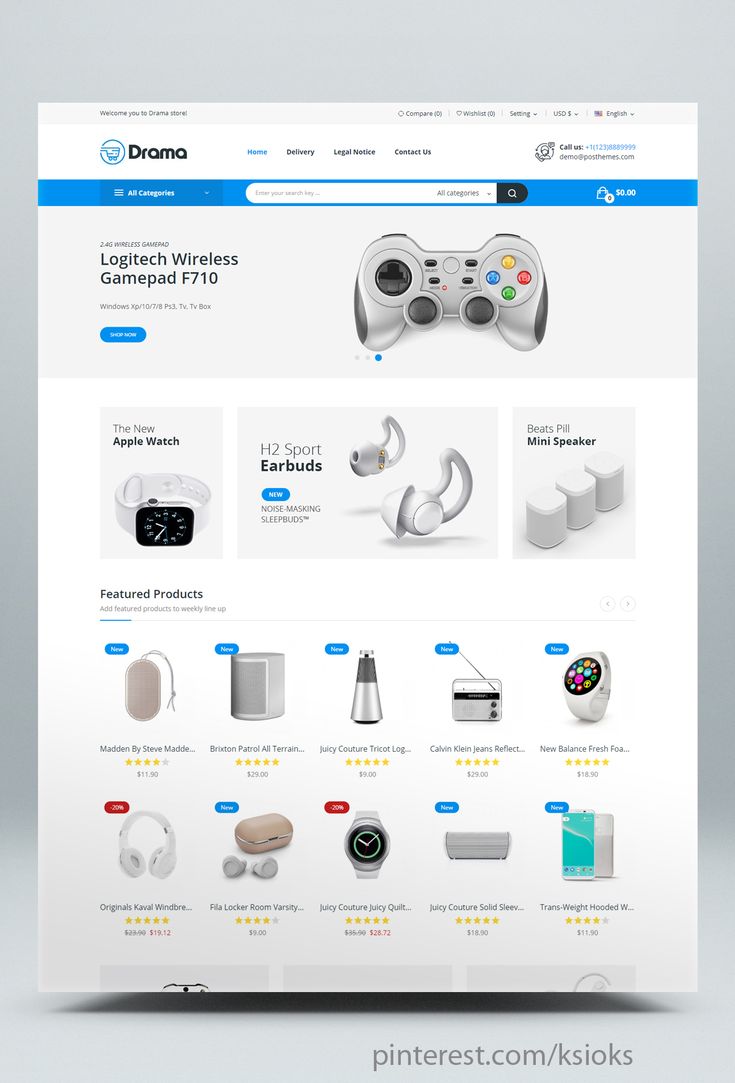 Welcome you to Drama store!
Compare (0) Wishlist (0) Setting USD $ English
Drama
Home Delivery Legal Notice Contact Us
Call us: +1(123)8889999
demo@posthemes.com
All Categories
Enter your search key ...
All categories
0
$0.00
2.4G WIRELESS GAMEPAD
Logitech Wireless
Gamepad F710
Windows Xp/10/7/8 Ps3, Tv, Tv Box
SHOP NOW
SELECT START
MODE VIBRATION
The New
Apple Watch
H2 Sport
Earbuds
NEW
NOISE-MASKING
SLEEPBUDS™
Beats Pill
Mini Speaker
Featured Products
Add featured products to weekly line up
New New New New New
Madden By Steve Madde... Brixton Patrol All Terrain... Juicy Couture Tricot Log... Calvin Klein Jeans Reflect... New Balance Fresh Foa...
$11.90 $29.00 $9.00 $29.00 $18.90
-20% New -20% New New
Originals Kaval Windbre... Fila Locker Room Varsity... Juicy Couture Juicy Quilt... Juicy Couture Solid Sleev... Trans-Weight Hooded W...
$23.90 $19.12 $9.00 $35.90 $28.72 $18.90 $11.90
pinterest.com/ksioks